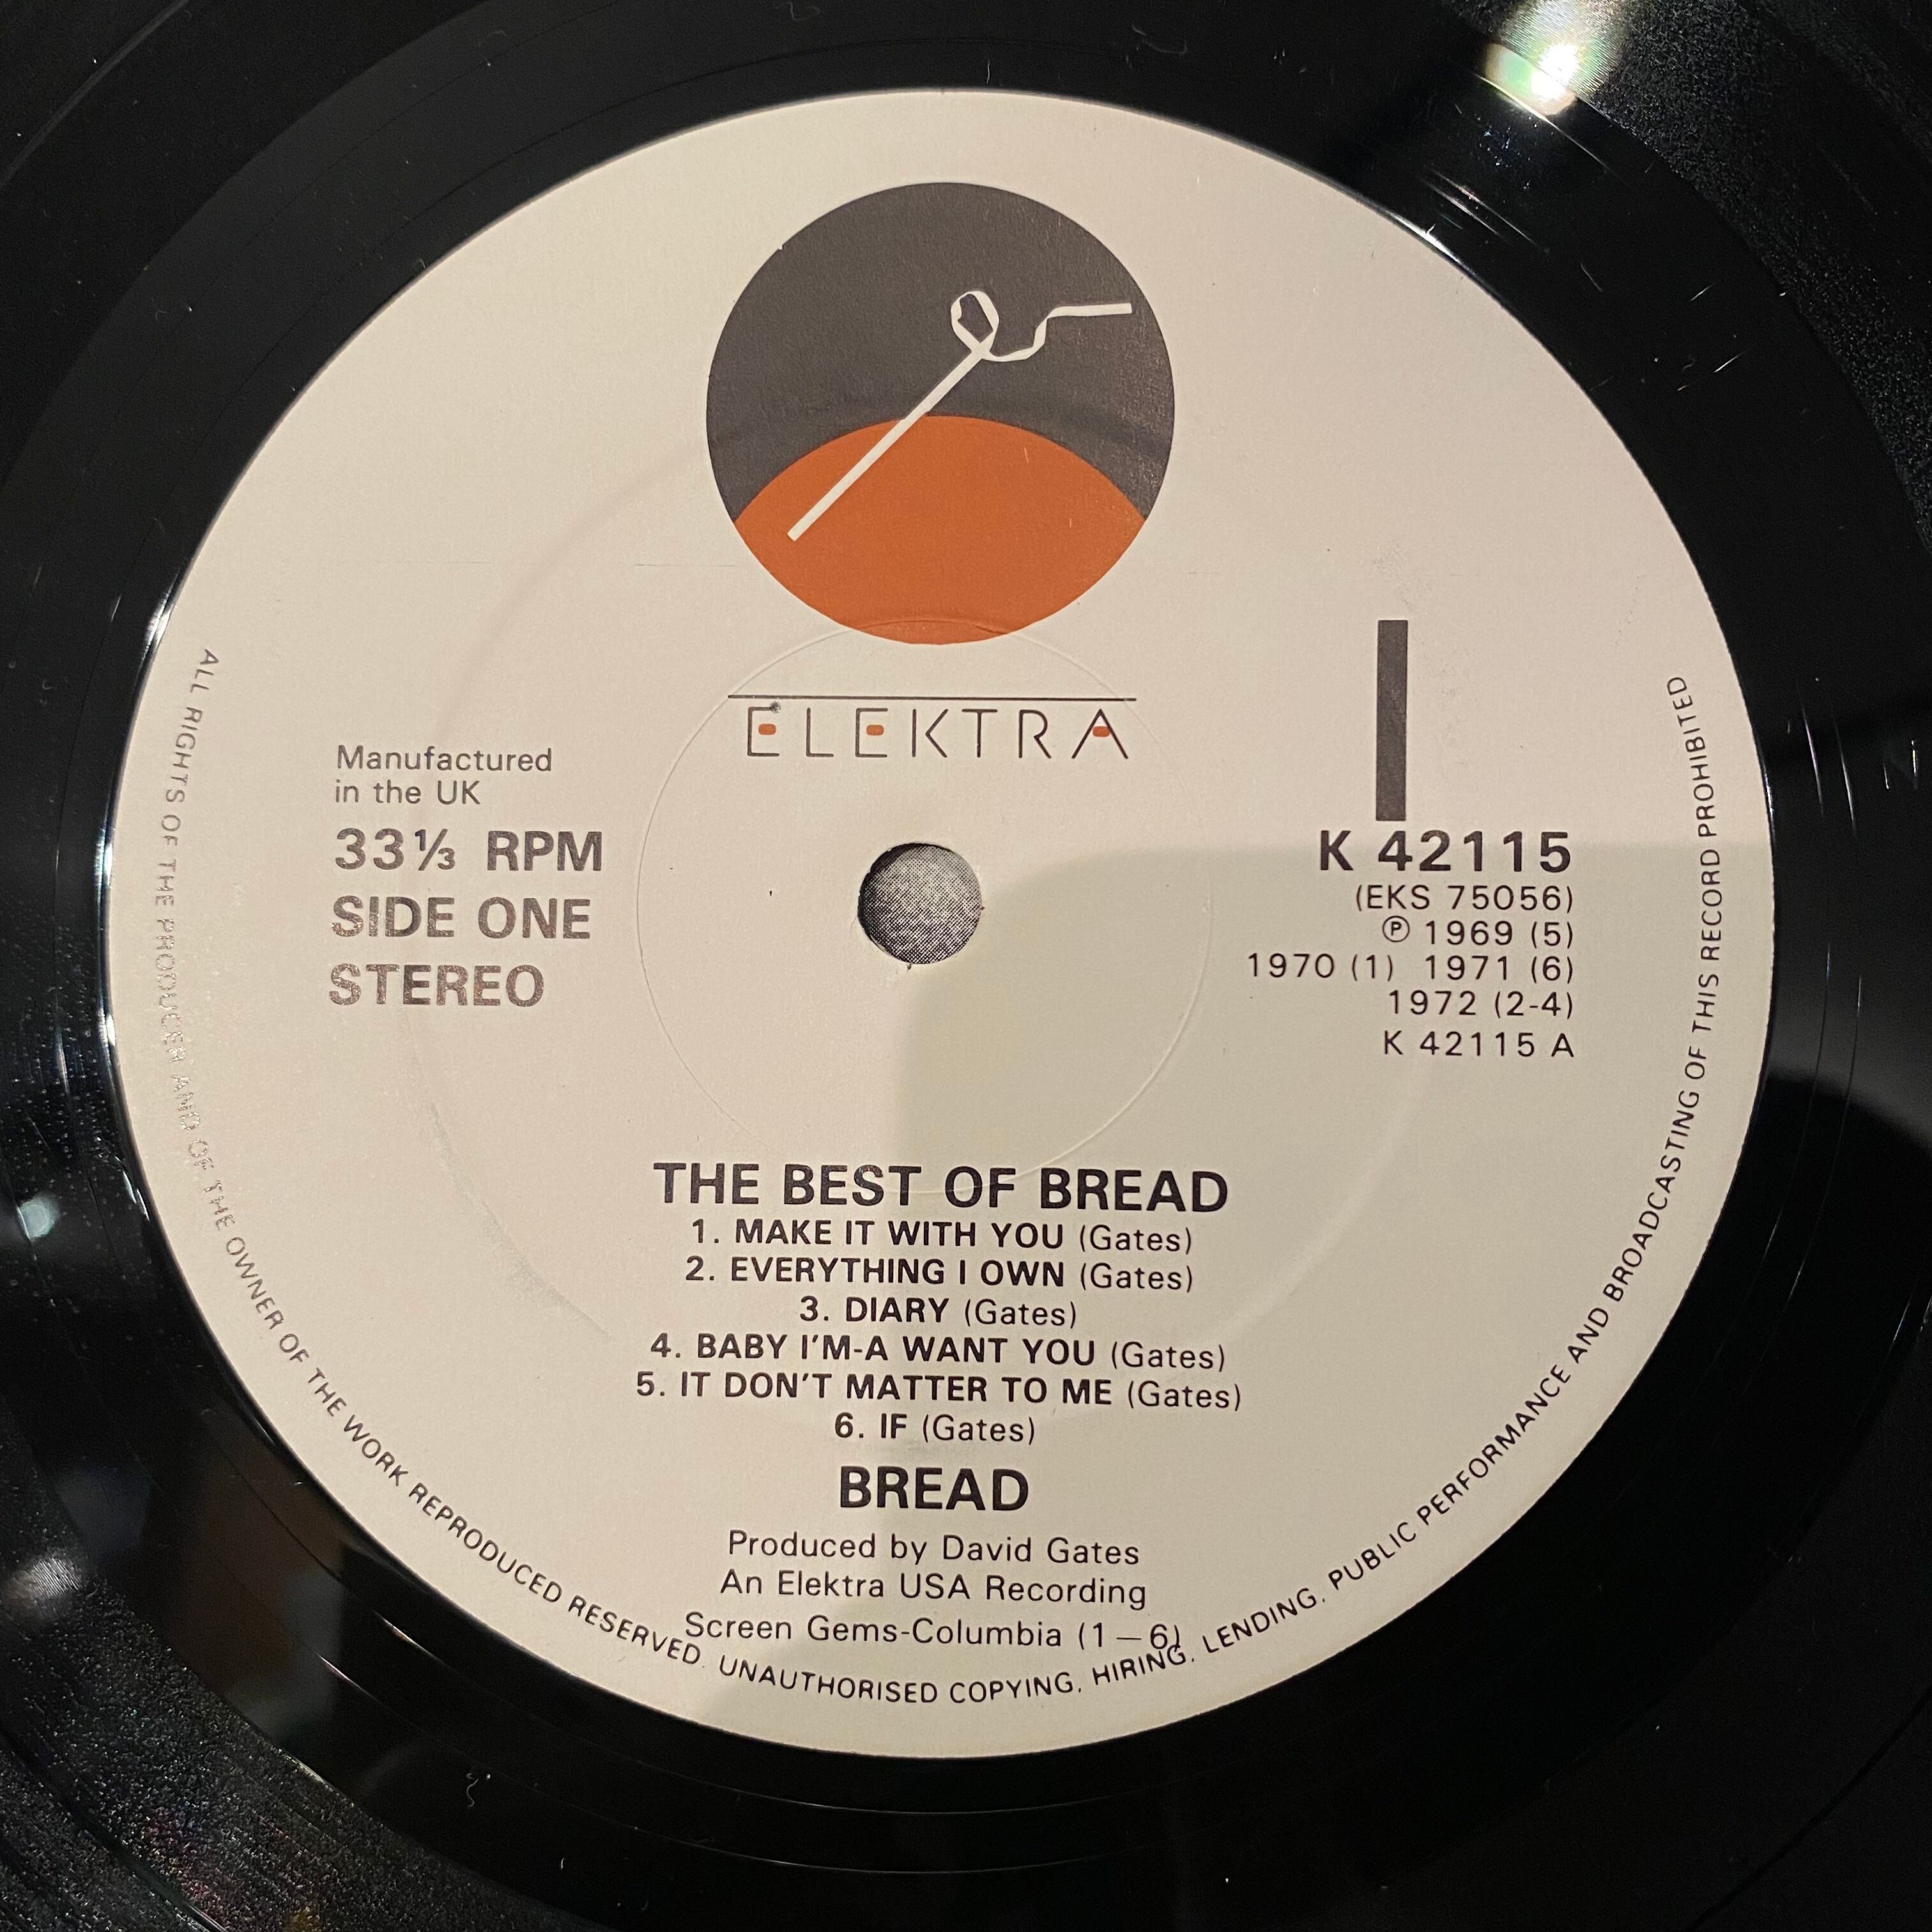 ELEKTRA
Manufactured
in the UK
33⅓ RPM
SIDE ONE
STEREO
K 42115
(EKS 75056)
℗ 1969 (5)
1970 (1) 1971 (6)
1972 (2-4)
K 42115 A
THE BEST OF BREAD
1. MAKE IT WITH YOU (Gates)
2. EVERYTHING I OWN (Gates)
3. DIARY (Gates)
4. BABY I'M-A WANT YOU (Gates)
5. IT DON'T MATTER TO ME (Gates)
6. IF (Gates)
BREAD
Produced by David Gates
An Elektra USA Recording
Screen Gems-Columbia (1—6)
ALL RIGHTS OF THE PRODUCER AND OF THE OWNER OF THE WORK REPRODUCED RESERVED. UNAUTHORISED COPYING, HIRING, LENDING, PUBLIC PERFORMANCE AND BROADCASTING OF THIS RECORD PROHIBITED